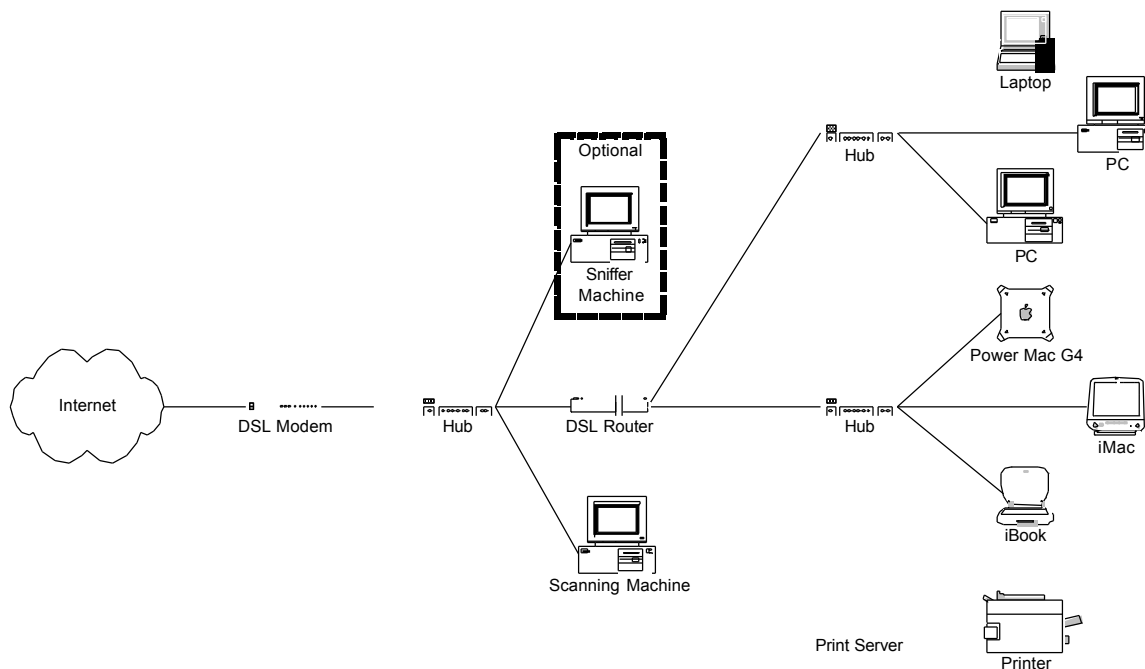 Laptop
PC
Optional
Hub
PC
Sniffer
Machine
Power Mac G4
Internet
DSL Modem
Hub
DSL Router
Hub
iMac
iBook
Scanning Machine
Print Server
Printer